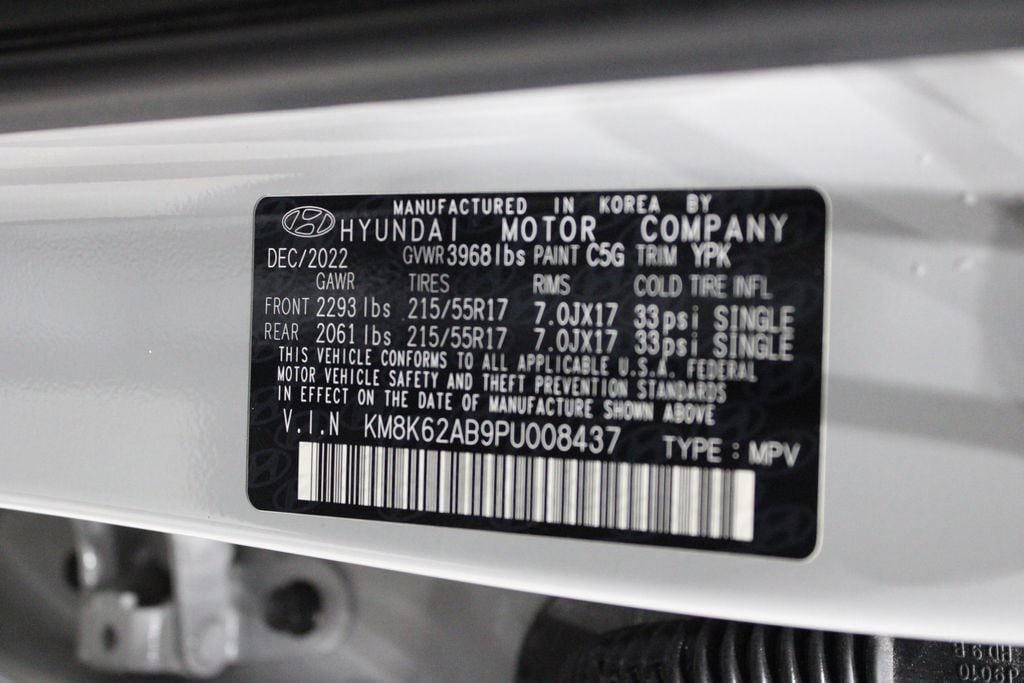 MANUFACTURED IN KOREA BY
HYUNDAI MOTOR COMPANY
DEC/2022 GVWR 3968 lbs PAINT C5G TRIM YPK
GAWR TIRES RIMS COLD TIRE INFL
FRONT 2293 lbs 215/55R17 7.0JX17 33psi SINGLE
REAR 2061 lbs 215/55R17 7.0JX17 33psi SINGLE
THIS VEHICLE CONFORMS TO ALL APPLICABLE U.S.A. FEDERAL
MOTOR VEHICLE SAFETY AND THEFT PREVENTION STANDARDS
IN EFFECT ON THE DATE OF MANUFACTURE SHOWN ABOVE
V.I.N KM8K62AB9PU008437 TYPE : MPV